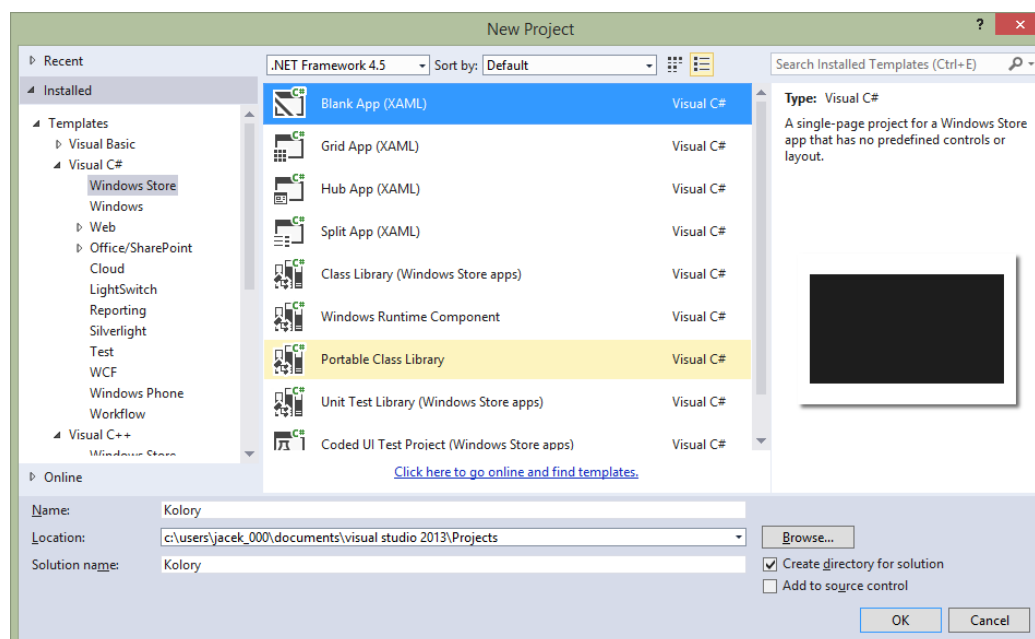 New Project
?
Recent
.NET Framework 4.5
Sort by:
Default
Search Installed Templates (Ctrl+E)
Installed
Templates
Visual Basic
Visual C#
Windows Store
Windows
Web
Office/SharePoint
Cloud
LightSwitch
Reporting
Silverlight
Test
WCF
Windows Phone
Workflow
Visual C++
Windows Store
Online
C# Blank App (XAML) Visual C#
C# Grid App (XAML) Visual C#
C# Hub App (XAML) Visual C#
C# Split App (XAML) Visual C#
C# Class Library (Windows Store apps) Visual C#
C# Windows Runtime Component Visual C#
C# Portable Class Library Visual C#
C# Unit Test Library (Windows Store apps) Visual C#
C# Coded UI Test Project (Windows Store apps) Visual C#
Click here to go online and find templates.
Type: Visual C#
A single-page project for a Windows Store
app that has no predefined controls or
layout.
Name: Kolory
Location: c:\users\jacek_000\documents\visual studio 2013\Projects
Browse...
Solution name: Kolory
Create directory for solution
Add to source control
OK
Cancel